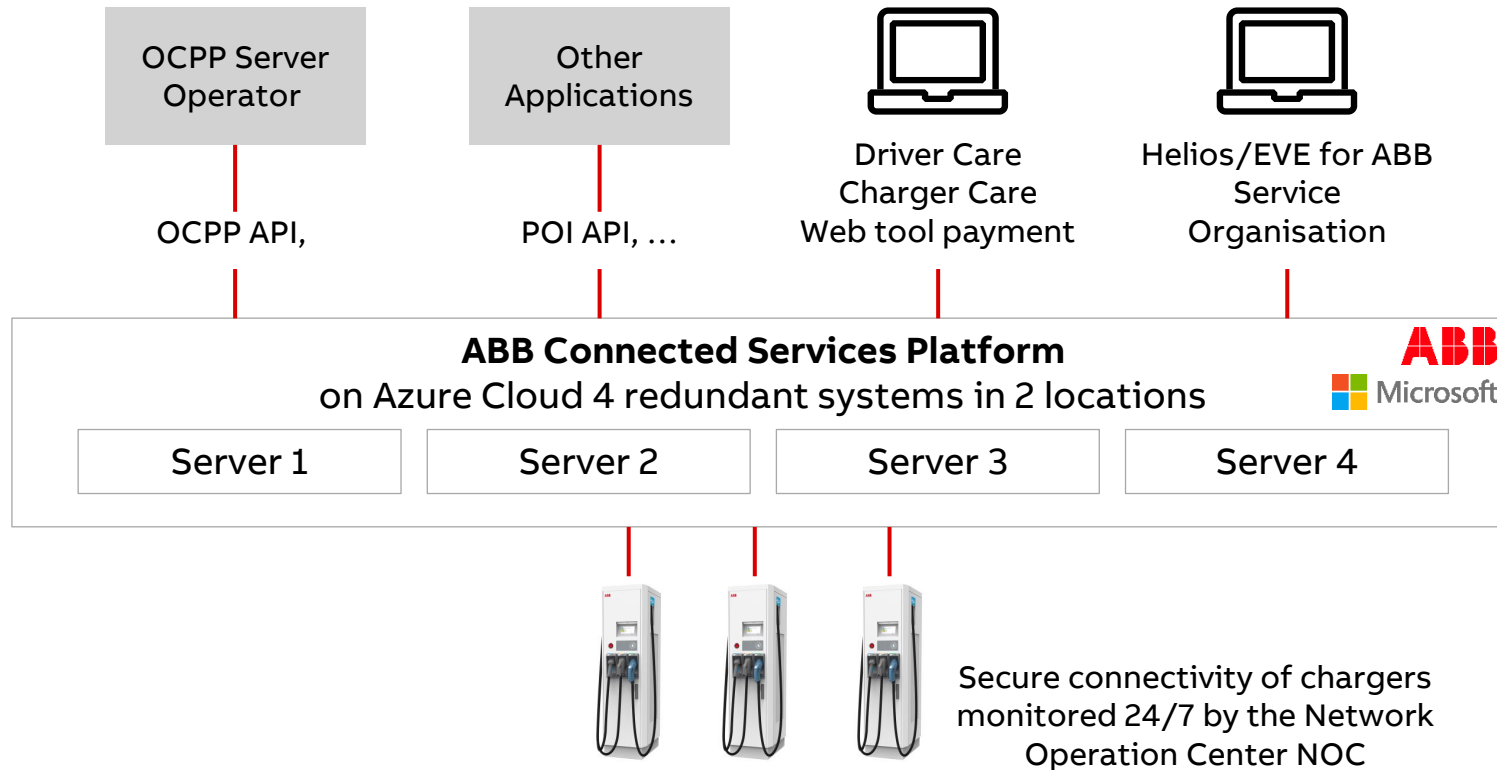 OCPP Server
Operator
Other
Applications
Driver Care
Charger Care
Web tool payment
Helios/EVE for ABB
Service
Organisation
OCPP API,
POI API, ...
ABB Connected Services Platform
on Azure Cloud 4 redundant systems in 2 locations
ABB
Microsoft
Server 1
Server 2
Server 3
Server 4
ABB
ABB
ABB
Secure connectivity of chargers
monitored 24/7 by the Network
Operation Center NOC